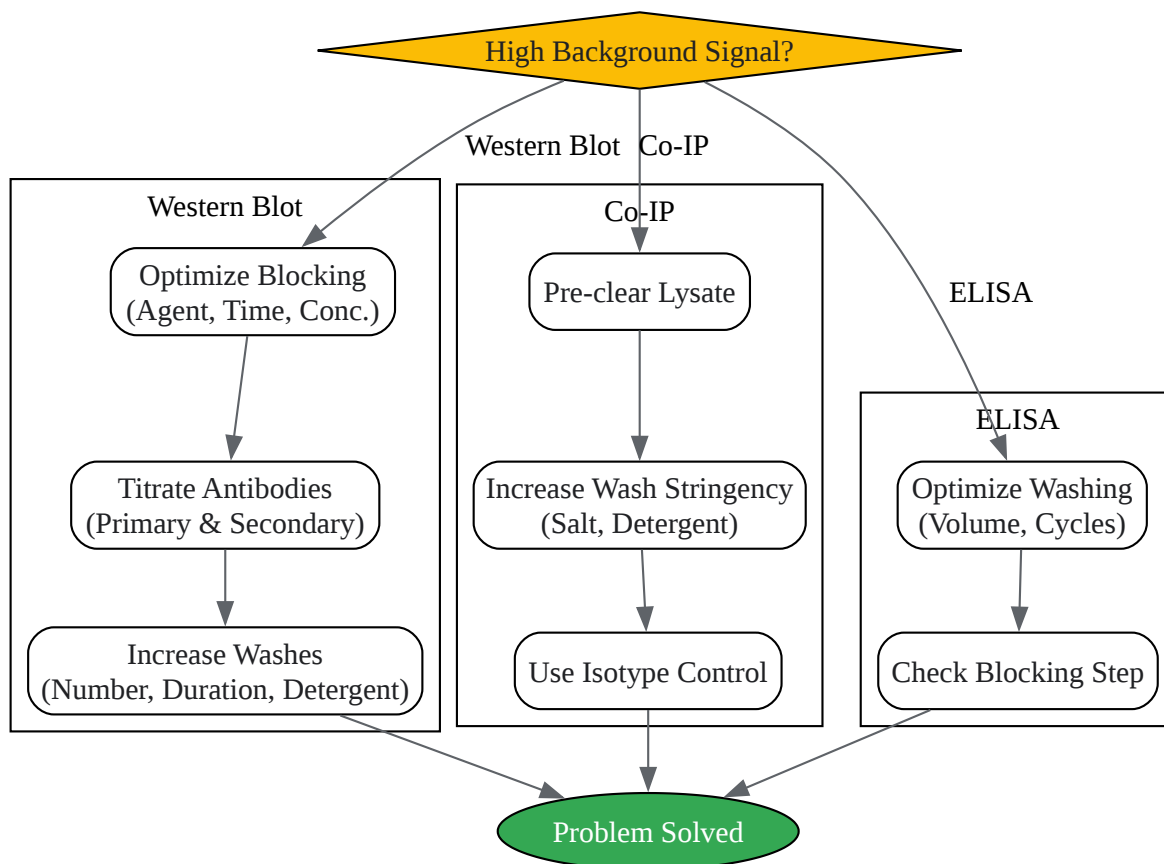 High Background Signal?
Western Blot
Co-IP
ELISA
Western Blot
Optimize Blocking
(Agent, Time, Conc.)
Titrate Antibodies
(Primary & Secondary)
Increase Washes
(Number, Duration, Detergent)
Co-IP
Pre-clear Lysate
Increase Wash Stringency
(Salt, Detergent)
Use Isotype Control
ELISA
Optimize Washing
(Volume, Cycles)
Check Blocking Step
Problem Solved